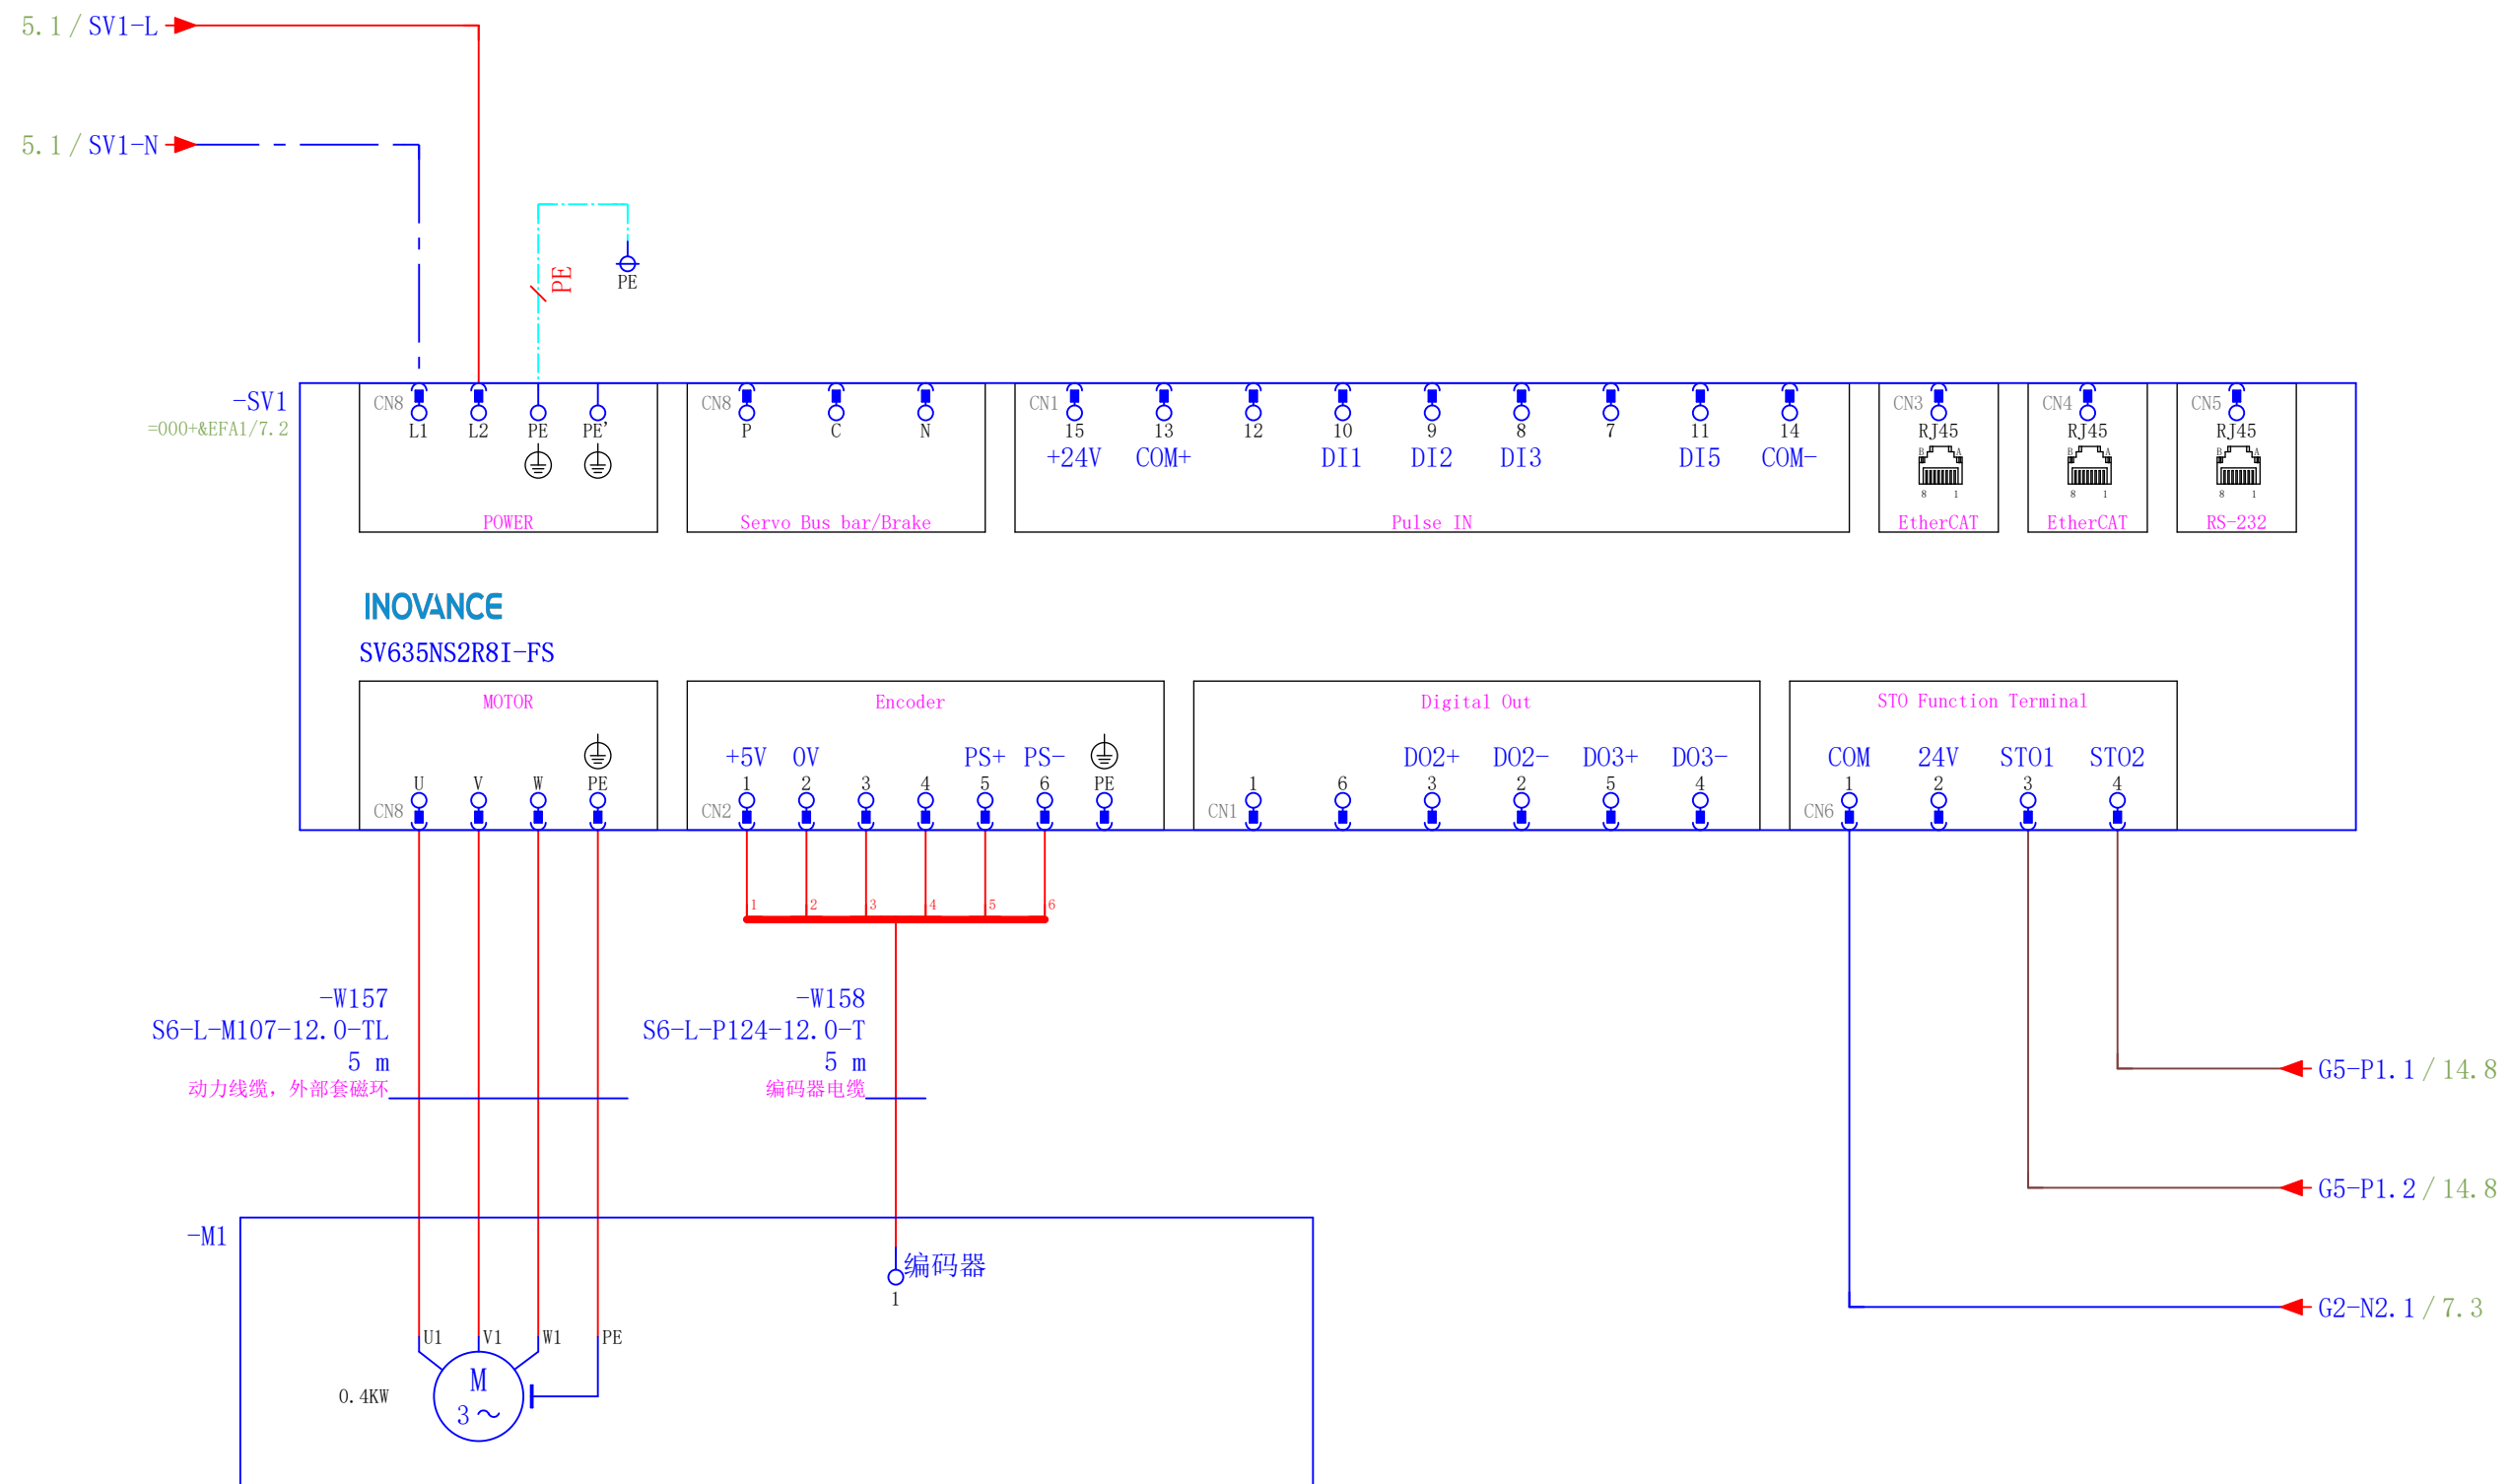 5.1/SV1-L
5.1/SV1-N
PE
PE
-SV1
=000+&EFA1/7.2
CN8
L1 L2 PE PE'
POWER
CN8
P C N
Servo Bus bar/Brake
CN1
15 13 12 10 9 8 7 11 14
+24V COM+ DI1 DI2 DI3 DI5 COM-
Pulse IN
CN3
RJ45
B A
8 1
EtherCAT
CN4
RJ45
B A
8 1
EtherCAT
CN5
RJ45
B A
8 1
RS-232
INOVANCE
SV635NS2R8I-FS
MOTOR
U V W PE
CN8
Encoder
+5V 0V PS+ PS-
1 2 3 4 5 6 PE
CN2
Digital Out
DO2+ DO2- DO3+ DO3-
1 6 3 2 5 4
CN1
STO Function Terminal
COM 24V STO1 STO2
1 2 3 4
CN6
1 2 3 4 5 6
-W157
S6-L-M107-12.0-TL
5 m
动力线缆，外部套磁环
-W158
S6-L-P124-12.0-T
5 m
编码器电缆
G5-P1.1/14.8
G5-P1.2/14.8
G2-N2.1/7.3
-M1
编码器
1
U1 V1 W1 PE
M
3～
0.4KW